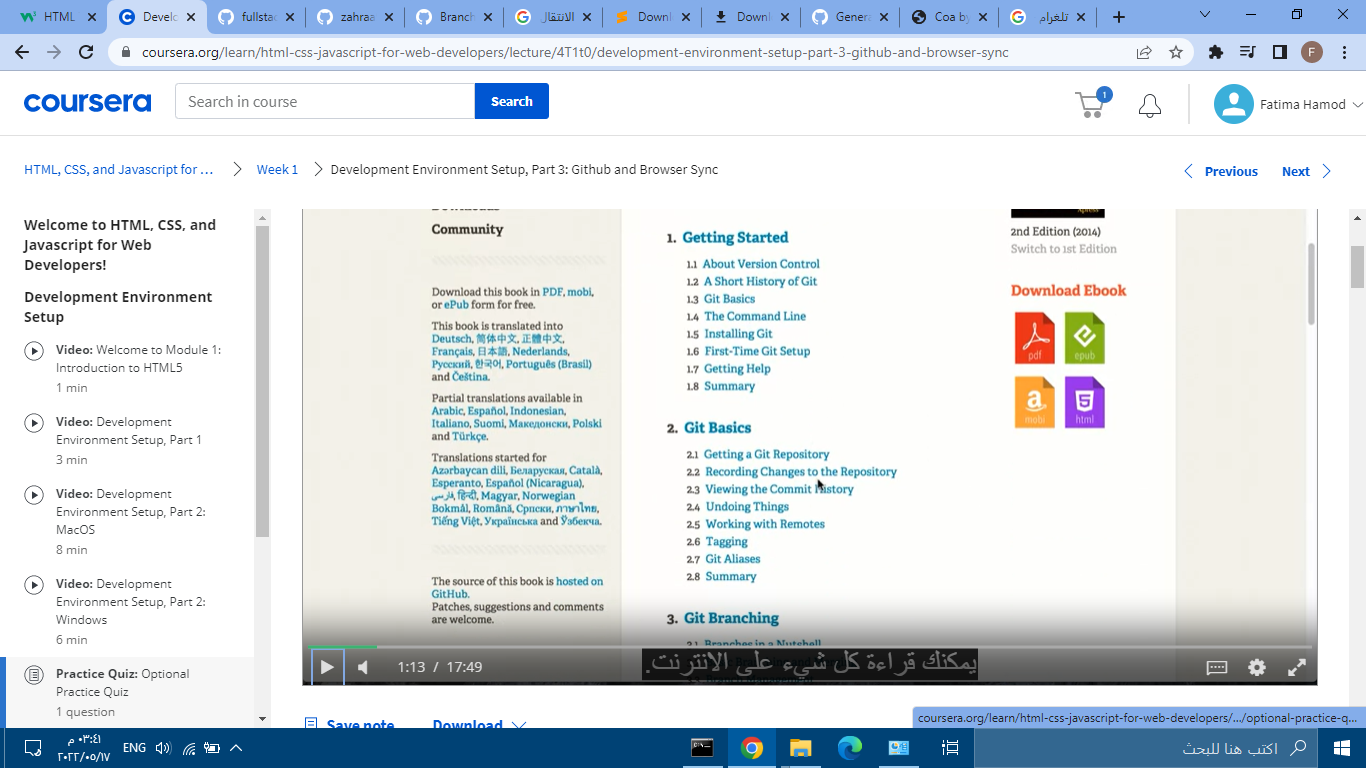 HTML
Develo
fullstac
zahraa
Branch
الانتقال
Downl
Downl
Genera
Coa by
تلغرام
coursera.org/learn/html-css-javascript-for-web-developers/lecture/4T1t0/development-environment-setup-part-3-github-and-browser-sync
F
coursera
Search in course
Search
1
Fatima Hamod
HTML, CSS, and Javascript for ...
Week 1
Development Environment Setup, Part 3: Github and Browser Sync
Previous
Next
Welcome to HTML, CSS, and
Javascript for Web
Developers!
Development Environment
Setup
Video: Welcome to Module 1:
Introduction to HTML5
1 min
Video: Development
Environment Setup, Part 1
3 min
Video: Development
Environment Setup, Part 2:
MacOS
8 min
Video: Development
Environment Setup, Part 2:
Windows
6 min
Practice Quiz: Optional
Practice Quiz
1 question
Downloads
Community
Download this book in PDF, mobi,
or ePub form for free.
This book is translated into
Deutsch, 简体中文, 正體中文,
Français, 日本語, Nederlands,
Русский, 한국어, Português (Brasil)
and Čeština.
Partial translations available in
Arabic, Español, Indonesian,
Italiano, Suomi, Македонски, Polski
and Türkçe.
Translations started for
Azərbaycan dili, Беларуская, Català,
Esperanto, Español (Nicaragua),
فارسی, हिन्दी, Magyar, Norwegian
Bokmål, Română, Српски, ภาษาไทย,
Tiếng Việt, Українська and Ўзбекча.
The source of this book is hosted on
GitHub.
Patches, suggestions and comments
are welcome.
1. Getting Started
1.1 About Version Control
1.2 A Short History of Git
1.3 Git Basics
1.4 The Command Line
1.5 Installing Git
1.6 First-Time Git Setup
1.7 Getting Help
1.8 Summary
2. Git Basics
2.1 Getting a Git Repository
2.2 Recording Changes to the Repository
2.3 Viewing the Commit History
2.4 Undoing Things
2.5 Working with Remotes
2.6 Tagging
2.7 Git Aliases
2.8 Summary
3. Git Branching
3.1 Branches in a Nutshell
2nd Edition (2014)
Switch to 1st Edition
Download Ebook
pdf
epub
mobi
html
يمكنك قراءة كل شيء على الانترنت.
1:13 / 17:49
Save note
Download
coursera.org/learn/html-css-javascript-for-web-developers/.../optional-practice-q...
٠٣:٤١ م
٢٠٢٢/٠٥/١٧
ENG
اكتب هنا للبحث